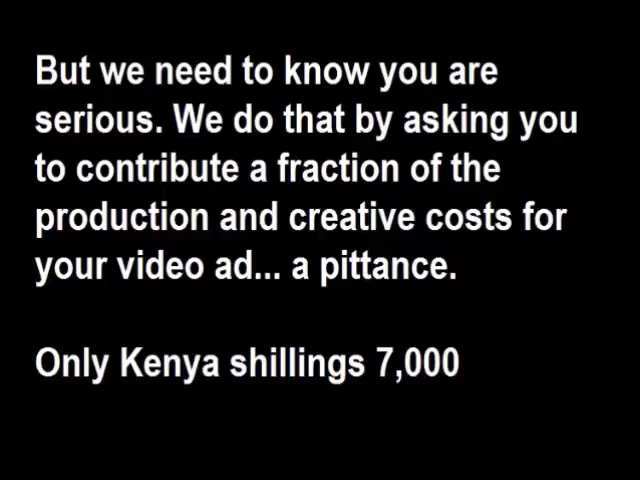 But we need to know you are
serious. We do that by asking you
to contribute a fraction of the
production and creative costs for
your video ad... a pittance.
Only Kenya shillings 7,000